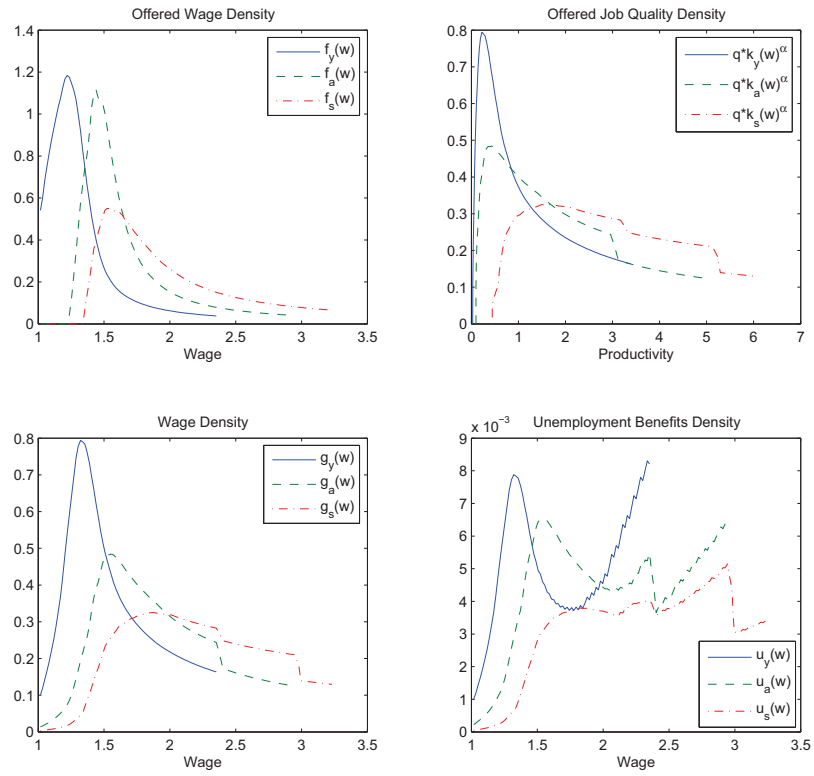 Offered Wage Density
1.4
1.2
1
0.8
0.6
0.4
0.2
0
1
1.5
2
2.5
3
3.5
Wage
f_y(w)
f_a(w)
f_s(w)
Offered Job Quality Density
0.8
0.7
0.6
0.5
0.4
0.3
0.2
0.1
0
0
1
2
3
4
5
6
7
Productivity
q*k_y(w)^α
q*k_a(w)^α
q*k_s(w)^α
Wage Density
0.8
0.7
0.6
0.5
0.4
0.3
0.2
0.1
0
1
1.5
2
2.5
3
3.5
Wage
g_y(w)
g_a(w)
g_s(w)
Unemployment Benefits Density
x 10^-3
9
8
7
6
5
4
3
2
1
0
1
1.5
2
2.5
3
3.5
Wage
u_y(w)
u_a(w)
u_s(w)